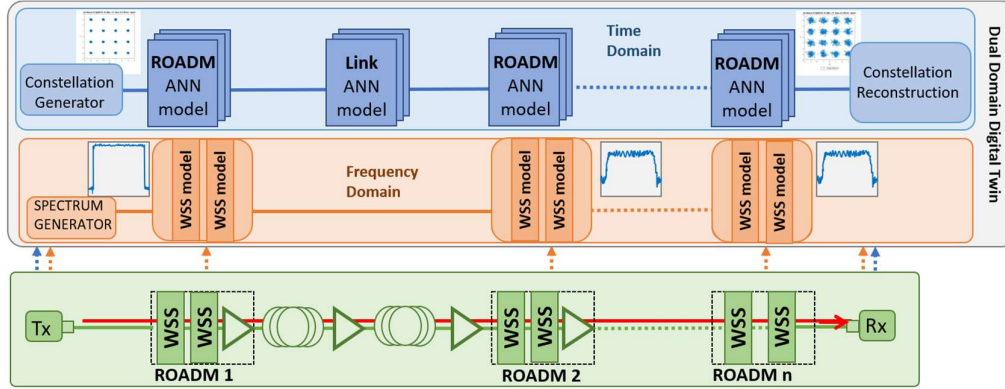 Time
Domain
Dual Domain Digital Twin
Constellation
Generator
ROADM
ANN
model
Link
ANN
model
ROADM
ANN
model
ROADM
ANN
model
Constellation
Reconstruction
Frequency
Domain
SPECTRUM
GENERATOR
WSS model
WSS model
WSS model
WSS model
WSS model
WSS model
Tx
WSS
WSS
WSS
WSS
WSS
WSS
Rx
ROADM 1
ROADM 2
ROADM n